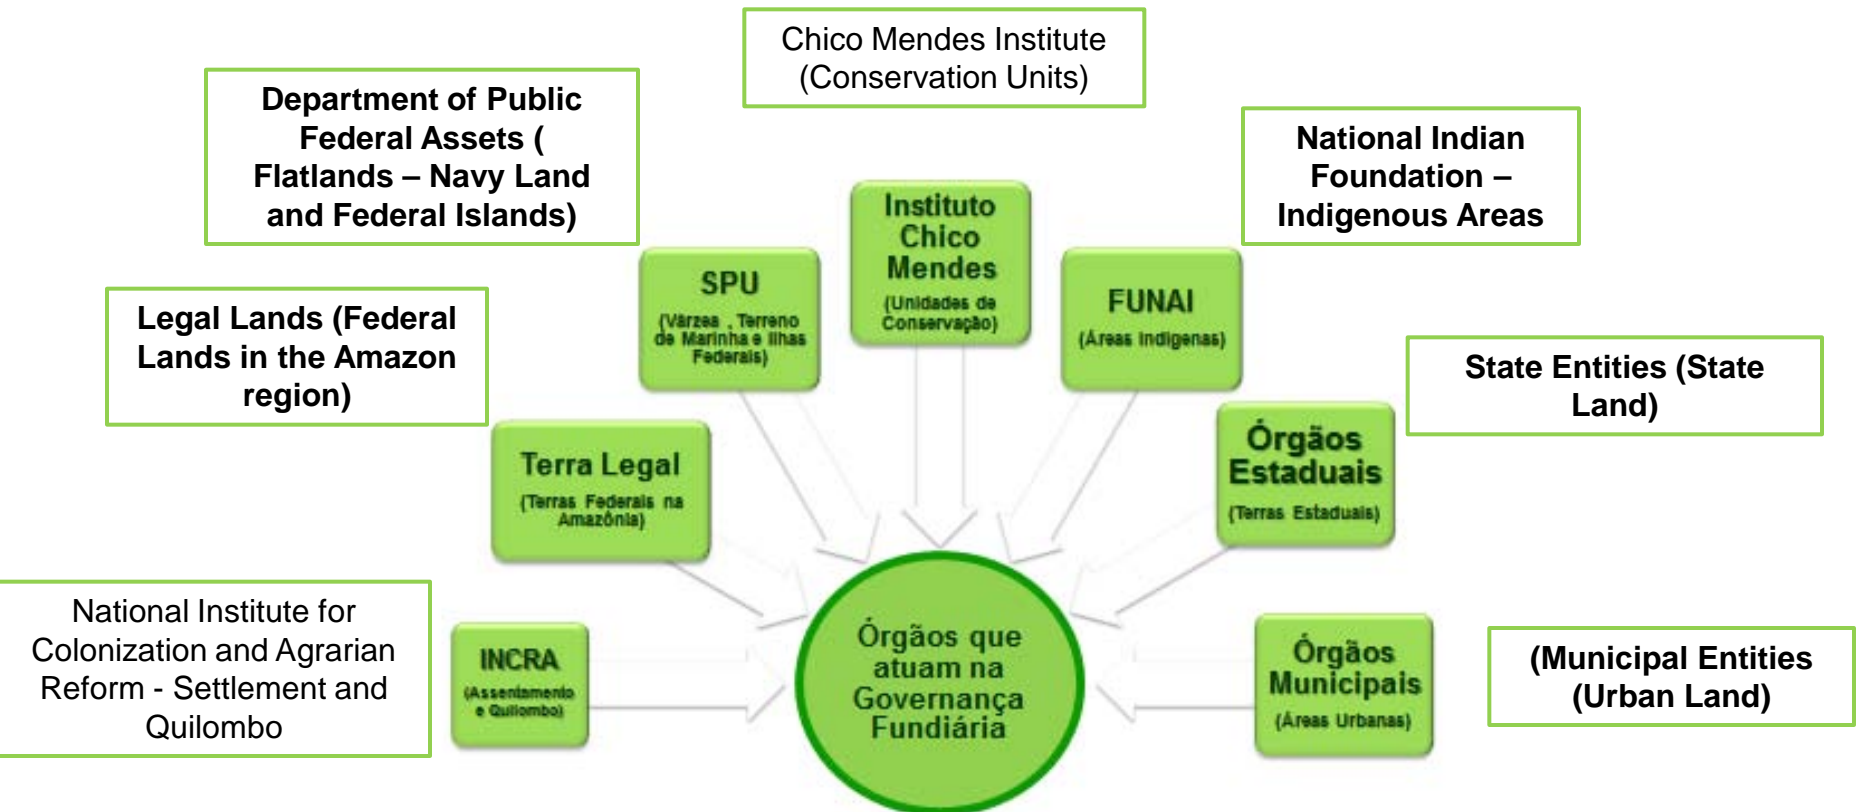 Chico Mendes Institute
(Conservation Units)
Department of Public
Federal Assets (
Flatlands – Navy Land
and Federal Islands)
National Indian
Foundation –
Indigenous Areas
Legal Lands (Federal
Lands in the Amazon
region)
State Entities (State
Land)
National Institute for
Colonization and Agrarian
Reform - Settlement and
Quilombo
(Municipal Entities
(Urban Land)
Instituto
Chico
Mendes
(Unidades de
Conservação)
SPU
(Várzea , Terreno
de Marinha e Ilhas
Federais)
FUNAI
(Áreas Indigenas)
Terra Legal
(Terras Federais na
Amazônia)
Órgãos
Estaduais
(Terras Estaduais)
INCRA
(Assentamento
e Quilombo)
Órgãos que
atuam na
Governança
Fundiária
Órgãos
Municipais
(Áreas Urbanas)